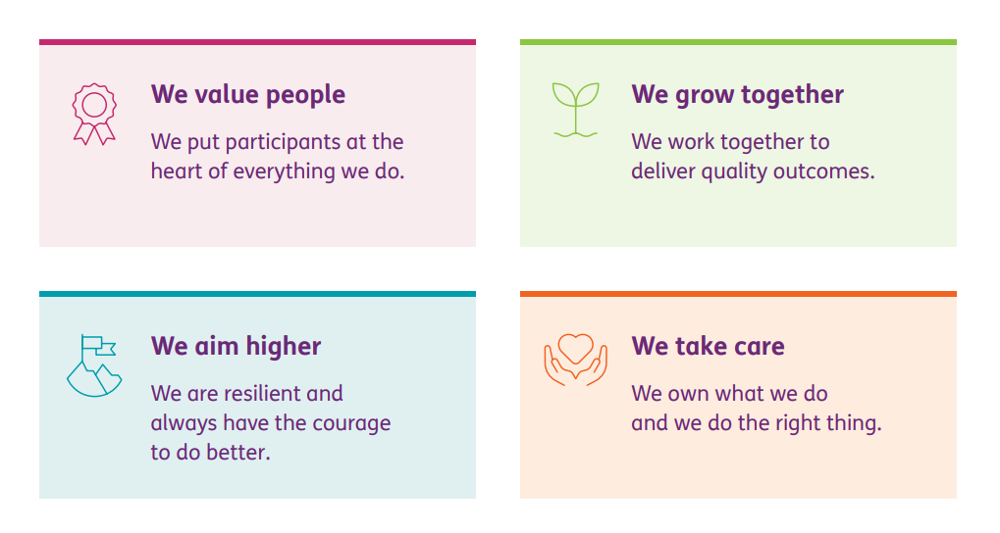 We value people
We put participants at the
heart of everything we do.
We grow together
We work together to
deliver quality outcomes.
We aim higher
We are resilient and
always have the courage
to do better.
We take care
We own what we do
and we do the right thing.